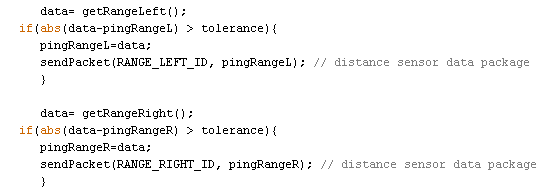 data= getRangeLeft();
if(abs(data-pingRangeL) > tolerance){
pingRangeL=data;
sendPacket(RANGE_LEFT_ID, pingRangeL); // distance sensor data package
}
data= getRangeRight();
if(abs(data-pingRangeR) > tolerance){
pingRangeR=data;
sendPacket(RANGE_RIGHT_ID, pingRangeR); // distance sensor data package
}